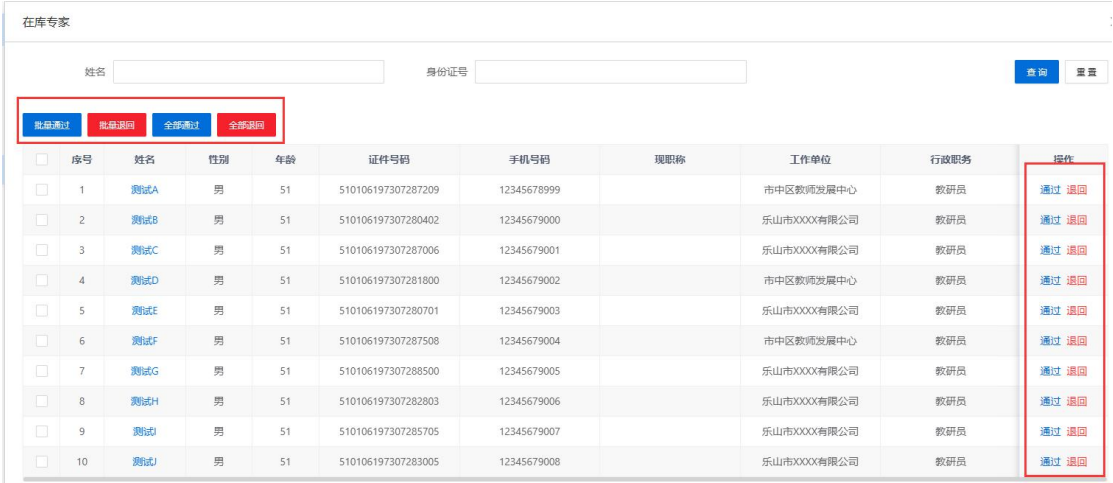 在库专家
姓名 身份证号 查询 重置
批量通过 批量退回 全部通过 全部退回
序号 姓名 性别 年龄 证件号码 手机号码 现职称 工作单位 行政职务 操作
1 测试A 男 51 510106197307287209 12345678999 市中区教师发展中心 教研员 通过 退回
2 测试B 男 51 510106197307280402 12345679000 乐山市XXXX有限公司 教研员 通过 退回
3 测试C 男 51 510106197307287006 12345679001 乐山市XXXX有限公司 教研员 通过 退回
4 测试D 男 51 510106197307281800 12345679002 市中区教师发展中心 教研员 通过 退回
5 测试E 男 51 510106197307280701 12345679003 乐山市XXXX有限公司 教研员 通过 退回
6 测试F 男 51 510106197307287508 12345679004 市中区教师发展中心 教研员 通过 退回
7 测试G 男 51 510106197307288500 12345679005 乐山市XXXX有限公司 教研员 通过 退回
8 测试H 男 51 510106197307282803 12345679006 乐山市XXXX有限公司 教研员 通过 退回
9 测试I 男 51 510106197307285705 12345679007 乐山市XXXX有限公司 教研员 通过 退回
10 测试J 男 51 510106197307283005 12345679008 乐山市XXXX有限公司 教研员 通过 退回